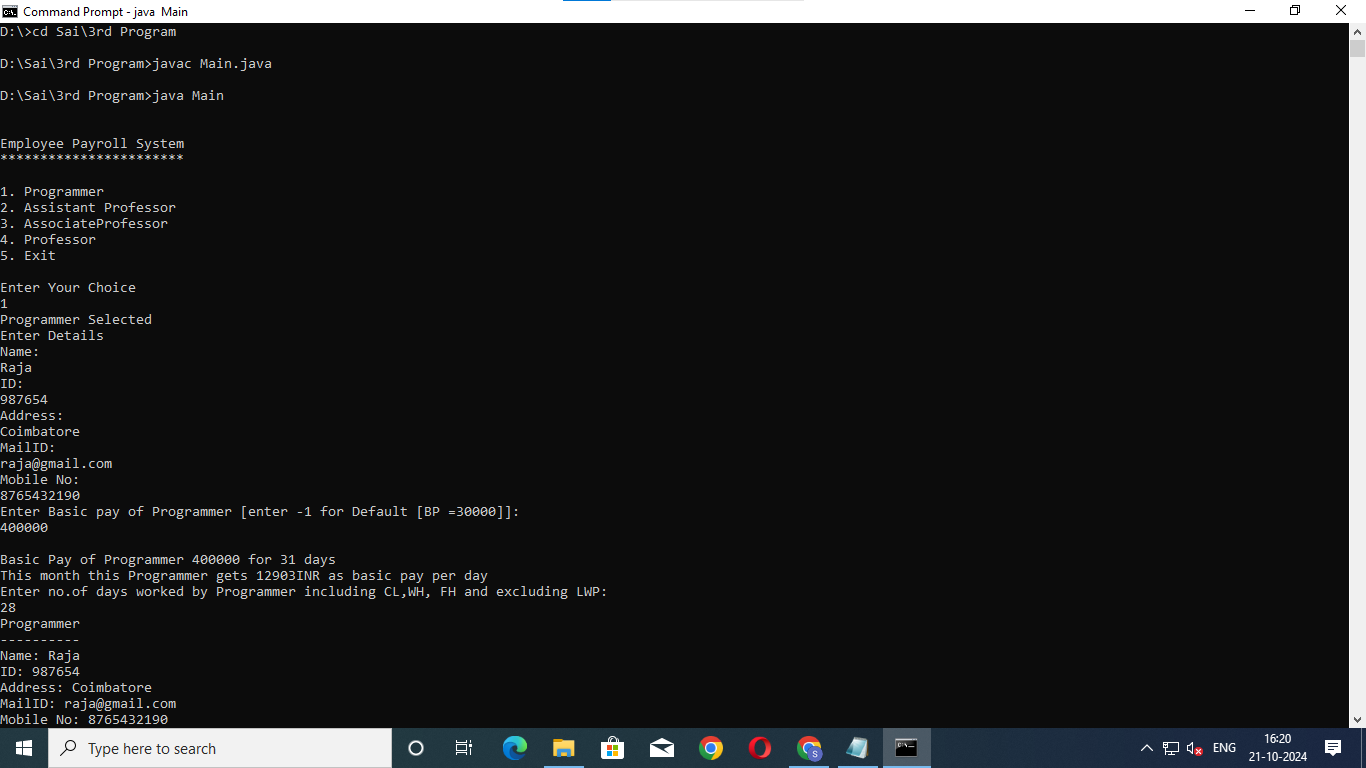 Command Prompt - java Main
D:\>cd Sai\3rd Program
D:\Sai\3rd Program>javac Main.java
D:\Sai\3rd Program>java Main
Employee Payroll System
***********************
1. Programmer
2. Assistant Professor
3. AssociateProfessor
4. Professor
5. Exit
Enter Your Choice
1
Programmer Selected
Enter Details
Name:
Raja
ID:
987654
Address:
Coimbatore
MailID:
raja@gmail.com
Mobile No:
8765432190
Enter Basic pay of Programmer [enter -1 for Default [BP =30000]]:
400000
Basic Pay of Programmer 400000 for 31 days
This month this Programmer gets 12903INR as basic pay per day
Enter no.of days worked by Programmer including CL,WH, FH and excluding LWP:
28
Programmer
----------
Name: Raja
ID: 987654
Address: Coimbatore
MailID: raja@gmail.com
Mobile No: 8765432190
Type here to search
S
ENG
16:20
21-10-2024